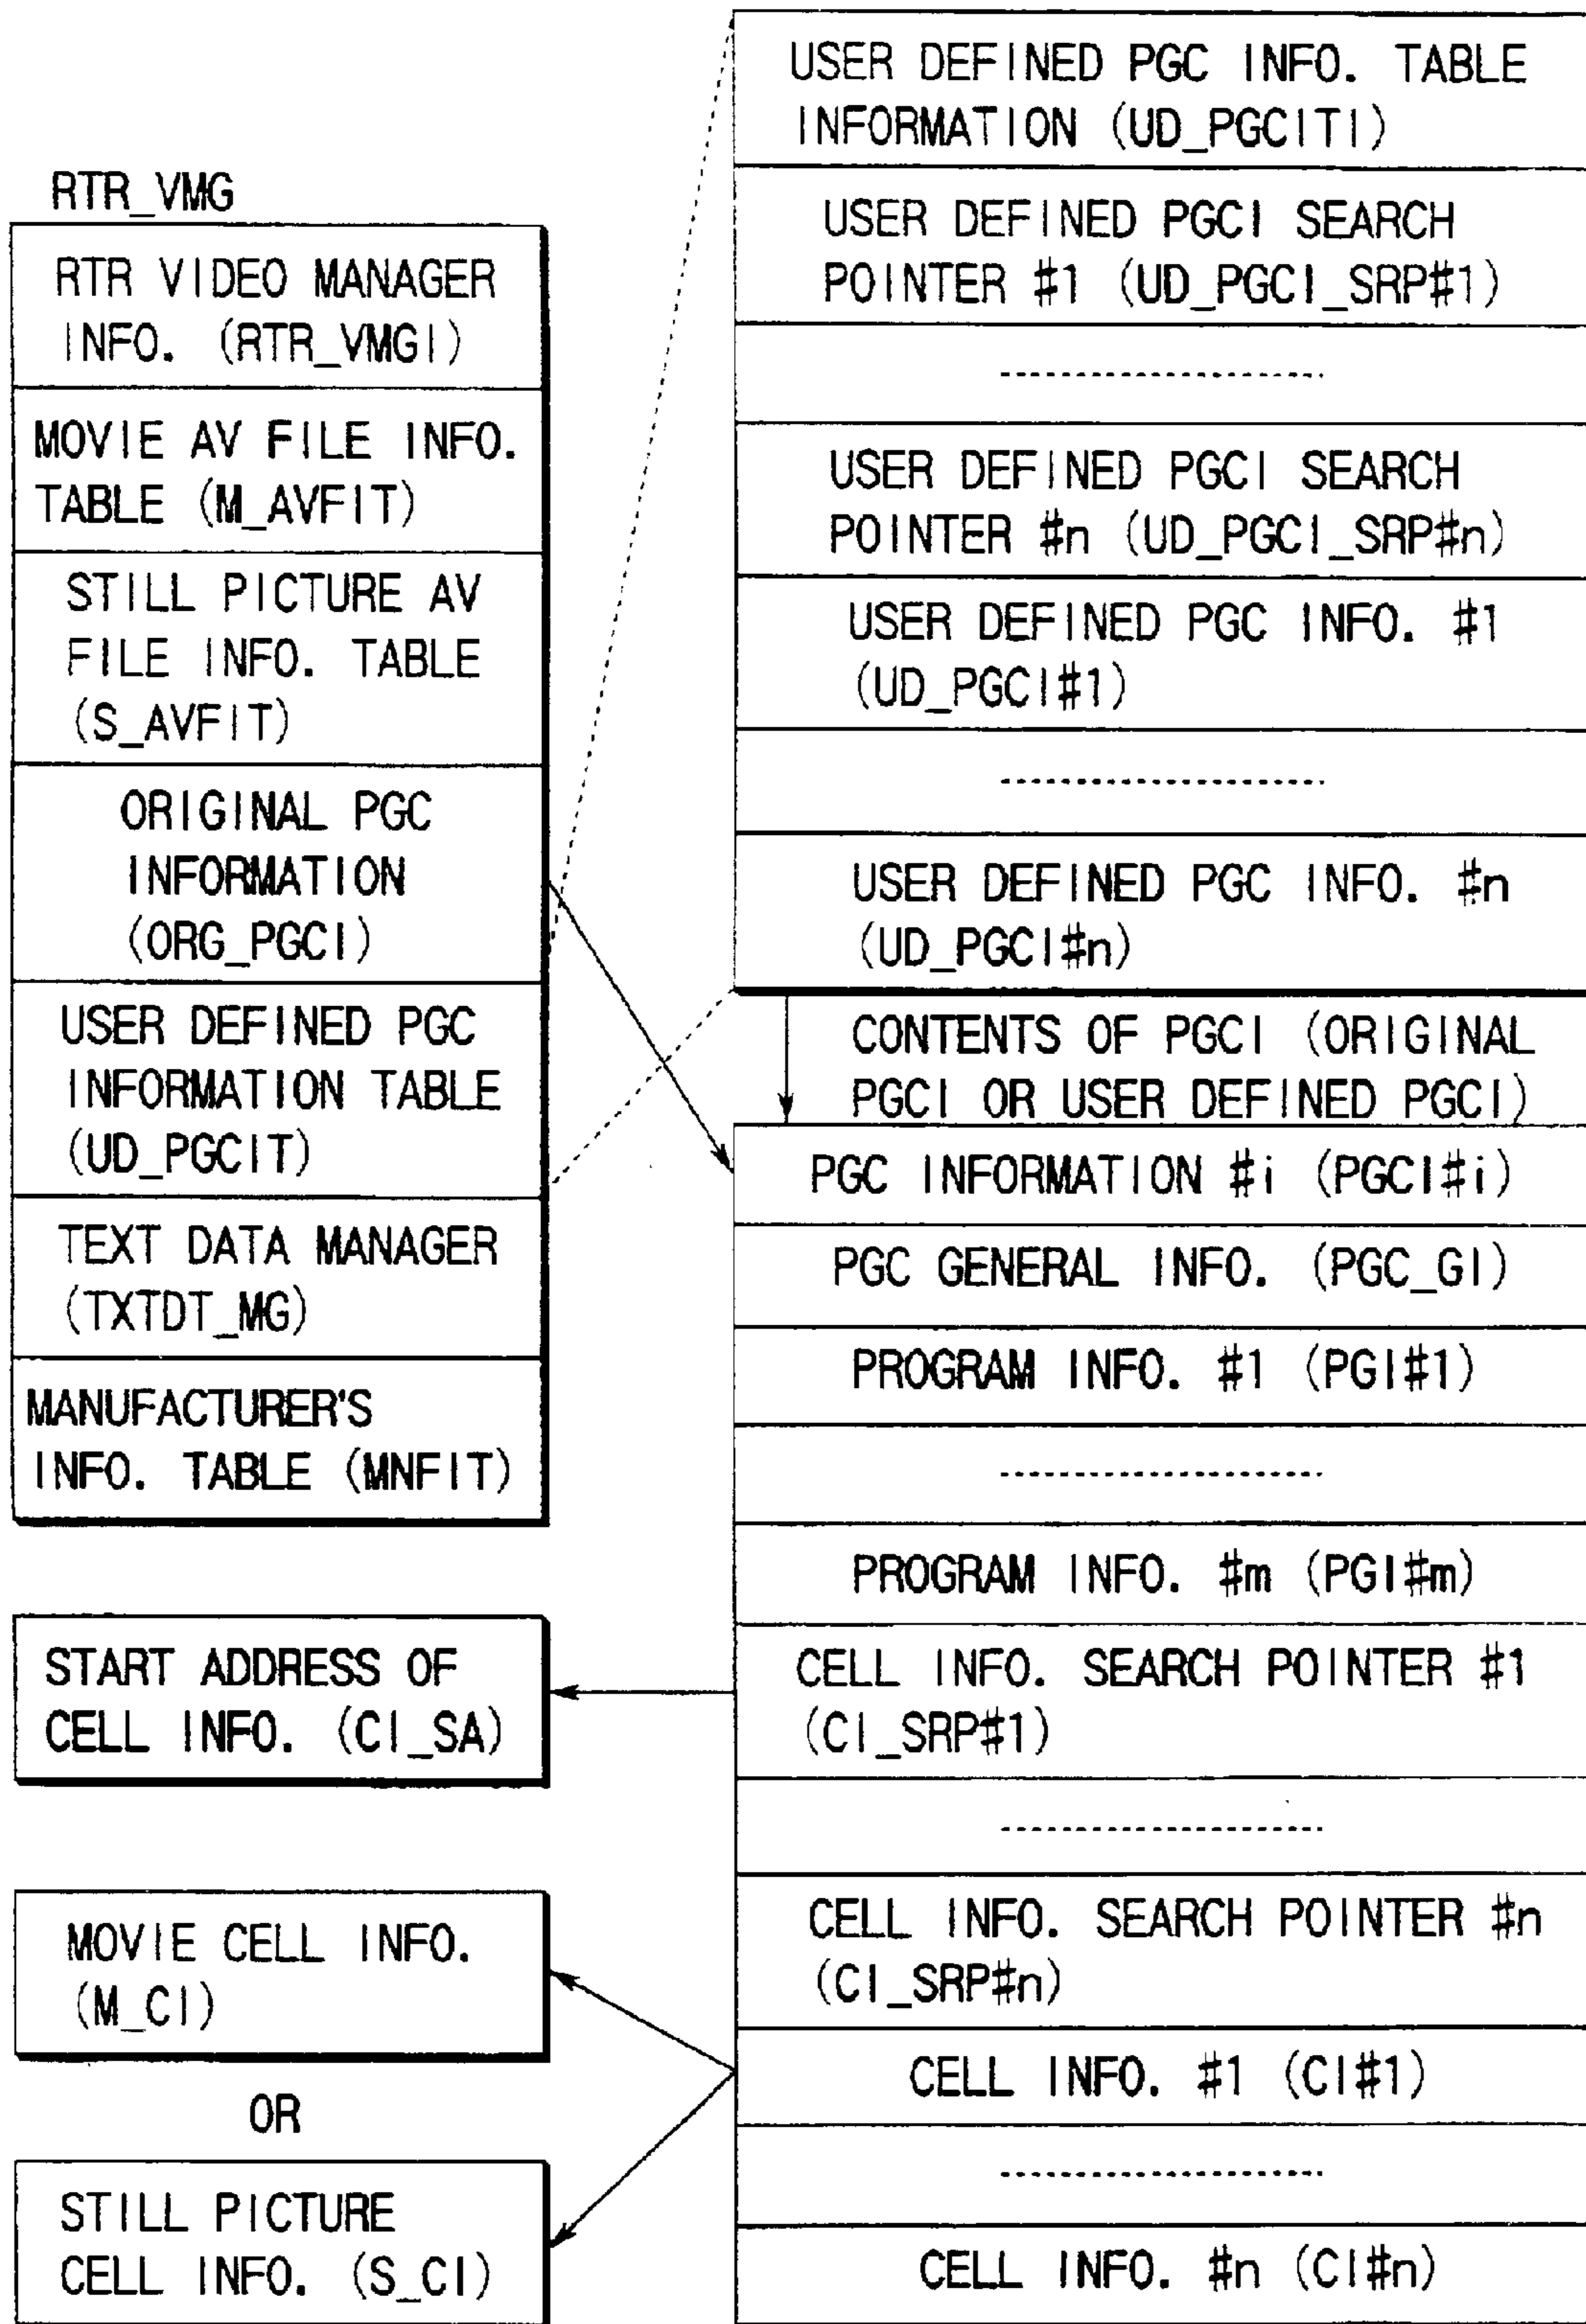 RTR_VMG
RTR VIDEO MANAGER
INFO. (RTR_VMGI)
MOVIE AV FILE INFO.
TABLE (M_AVFIT)
STILL PICTURE AV
FILE INFO. TABLE
(S_AVFIT)
ORIGINAL PGC
INFORMATION
(ORG_PGCI)
USER DEFINED PGC
INFORMATION TABLE
(UD_PGCIT)
TEXT DATA MANAGER
(TXTDT_MG)
MANUFACTURER'S
INFO. TABLE (MNFIT)
START ADDRESS OF
CELL INFO. (CI_SA)
MOVIE CELL INFO.
(M_CI)
OR
STILL PICTURE
CELL INFO. (S_CI)
USER DEFINED PGC INFO. TABLE
INFORMATION (UD_PGCITI)
USER DEFINED PGCI SEARCH
POINTER #1 (UD_PGCI_SRP#1)
USER DEFINED PGCI SEARCH
POINTER #n (UD_PGCI_SRP#n)
USER DEFINED PGC INFO. #1
(UD_PGCI#1)
USER DEFINED PGC INFO. #n
(UD_PGCI#n)
CONTENTS OF PGCI (ORIGINAL
PGCI OR USER DEFINED PGCI)
PGC INFORMATION #i (PGCI#i)
PGC GENERAL INFO. (PGC_GI)
PROGRAM INFO. #1 (PGI#1)
PROGRAM INFO. #m (PGI#m)
CELL INFO. SEARCH POINTER #1
(CI_SRP#1)
CELL INFO. SEARCH POINTER #n
(CI_SRP#n)
CELL INFO. #1 (CI#1)
CELL INFO. #n (CI#n)